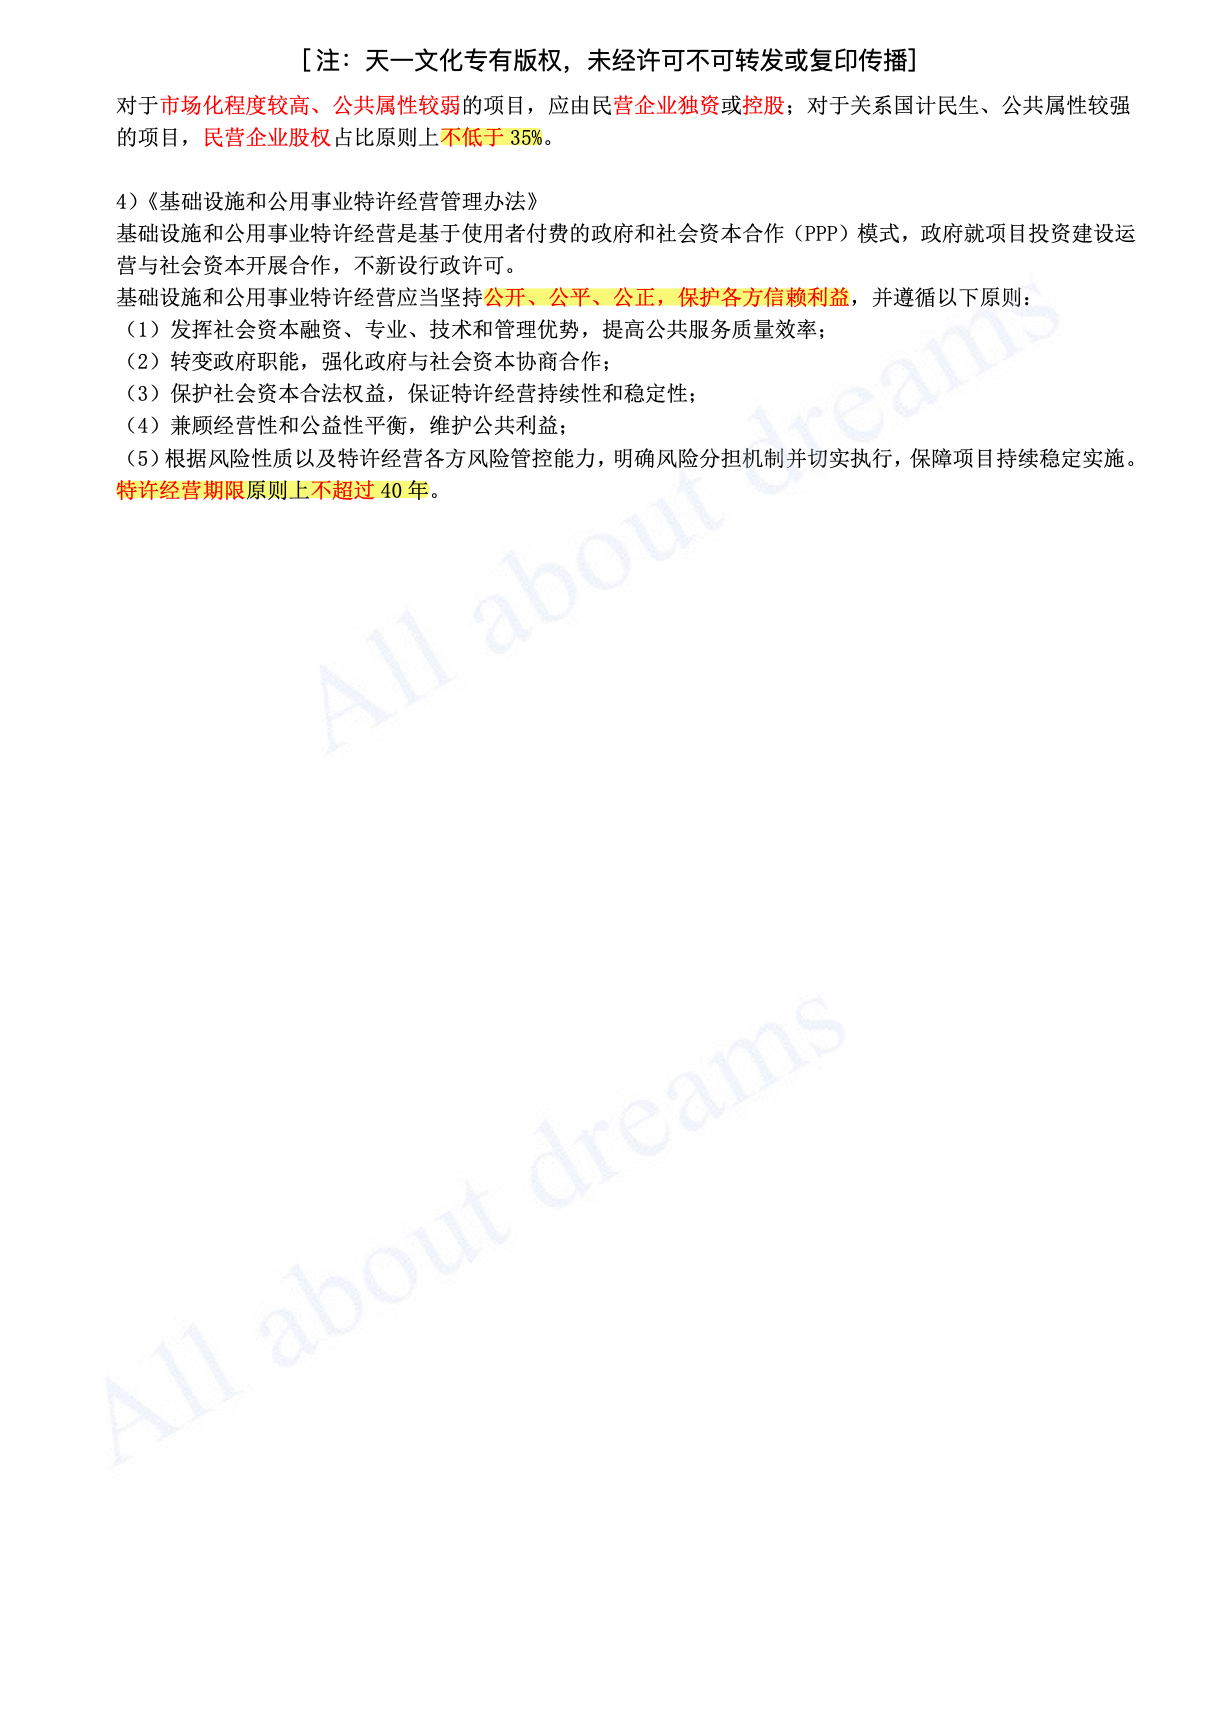 [注：天一文化专有版权，未经许可不可转发或复印传播]
对于市场化程度较高、公共属性较弱的项目，应由民营企业独资或控股；对于关系国计民生、公共属性较强
的项目，民营企业股权占比原则上不低于 35%。
4）《基础设施和公用事业特许经营管理办法》
基础设施和公用事业特许经营是基于使用者付费的政府和社会资本合作（PPP）模式，政府就项目投资建设运
营与社会资本开展合作，不新设行政许可。
基础设施和公用事业特许经营应当坚持公开、公平、公正，保护各方信赖利益，并遵循以下原则：
（1）发挥社会资本融资、专业、技术和管理优势，提高公共服务质量效率；
（2）转变政府职能，强化政府与社会资本协商合作；
（3）保护社会资本合法权益，保证特许经营持续性和稳定性；
（4）兼顾经营性和公益性平衡，维护公共利益；
（5）根据风险性质以及特许经营各方风险管控能力，明确风险分担机制并切实执行，保障项目持续稳定实施。
特许经营期限原则上不超过 40 年。
All about dreams
All about dreams